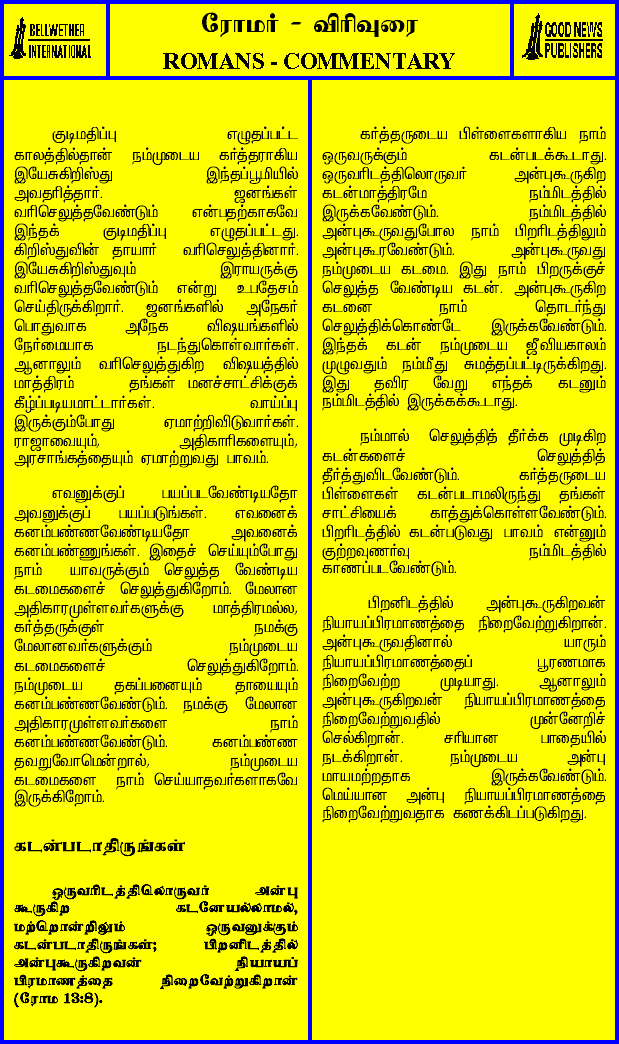 BELLWETHER
INTERNATIONAL
ரோமர் - விரிவுரை
ROMANS - COMMENTARY
GOOD NEWS
PUBLISHERS
குடிமதிப்பு எழுதப்பட்ட
காலத்தில்தான் நம்முடைய கர்த்தராகிய
இயேசுகிறிஸ்து இந்தப்பூமியில்
அவதரித்தார். ஜனங்கள்
வரிசெலுத்தவேண்டும் என்பதற்காகவே
இந்தக் குடிமதிப்பு எழுதப்பட்டது.
கிறிஸ்துவின் தாயார் வரிசெலுத்தினார்.
இயேசுகிறிஸ்துவும் இராயருக்கு
வரிசெலுத்தவேண்டும் என்று உபதேசம்
செய்திருக்கிறார். ஜனங்களில் அநேகர்
பொதுவாக அநேக விஷயங்களில்
நேர்மையாக நடந்துகொள்வார்கள்.
ஆனாலும் வரிசெலுத்துகிற விஷயத்தில்
மாத்திரம் தங்கள் மனச்சாட்சிக்குக்
கீழ்ப்படியமாட்டார்கள். வாய்ப்பு
இருக்கும்போது ஏமாற்றிவிடுவார்கள்.
ராஜாவையும், அதிகாரிகளையும்,
அரசாங்கத்தையும் ஏமாற்றுவது பாவம்.
எவனுக்குப் பயப்படவேண்டியதோ
அவனுக்குப் பயப்படுங்கள். எவனைக்
கனம்பண்ணவேண்டியதோ அவனைக்
கனம்பண்ணுங்கள். இதைச் செய்யும்போது
நாம் யாவருக்கும் செலுத்த வேண்டிய
கடமைகளைச் செலுத்துகிறோம். மேலான
அதிகாரமுள்ளவர்களுக்கு மாத்திரமல்ல,
கர்த்தருக்குள் நமக்கு
மேலானவர்களுக்கும் நம்முடைய
கடமைகளைச் செலுத்துகிறோம்.
நம்முடைய தகப்பனையும் தாயையும்
கனம்பண்ணவேண்டும். நமக்கு மேலான
அதிகாரமுள்ளவர்களை நாம்
கனம்பண்ணவேண்டும். கனம்பண்ண
தவறுவோமென்றால், நம்முடைய
கடமைகளை நாம் செய்யாதவர்களாகவே
இருக்கிறோம்.
கடன்படாதிருங்கள்
ஒருவரிடத்திலொருவர் அன்பு
கூருகிற கடனேயல்லாமல்,
மற்றொன்றிலும் ஒருவனுக்கும்
கடன்படாதிருங்கள்; பிறனிடத்தில்
அன்புகூருகிறவன் நியாயப்
பிரமாணத்தை நிறைவேற்றுகிறான்
(ரோம 13:8).
கர்த்தருடைய பிள்ளைகளாகிய நாம்
ஒருவருக்கும் கடன்படக்கூடாது.
ஒருவரிடத்திலொருவர் அன்புகூருகிற
கடன்மாத்திரமே நம்மிடத்தில்
இருக்கவேண்டும். நம்மிடத்தில்
அன்புகூருவதுபோல நாம் பிறரிடத்திலும்
அன்புகூரவேண்டும். அன்புகூருவது
நம்முடைய கடமை. இது நாம் பிறருக்குச்
செலுத்த வேண்டிய கடன். அன்புகூருகிற
கடனை நாம் தொடர்ந்து
செலுத்திக்கொண்டே இருக்கவேண்டும்.
இந்தக் கடன் நம்முடைய ஜீவியகாலம்
முழுவதும் நம்மீது சுமத்தப்பட்டிருக்கிறது.
இது தவிர வேறு எந்தக் கடனும்
நம்மிடத்தில் இருக்கக்கூடாது.
நம்மால் செலுத்தித் தீர்க்க முடிகிற
கடன்களைச் செலுத்தித்
தீர்த்துவிடவேண்டும். கர்த்தருடைய
பிள்ளைகள் கடன்படாமலிருந்து தங்கள்
சாட்சியைக் காத்துக்கொள்ளவேண்டும்.
பிறரிடத்தில் கடன்படுவது பாவம் என்னும்
குற்றவுணர்வு நம்மிடத்தில்
காணப்படவேண்டும்.
பிறனிடத்தில் அன்புகூருகிறவன்
நியாயப்பிரமாணத்தை நிறைவேற்றுகிறான்.
அன்புகூருவதினால் யாரும்
நியாயப்பிரமாணத்தைப் பூரணமாக
நிறைவேற்ற முடியாது. ஆனாலும்
அன்புகூருகிறவன் நியாயப்பிரமாணத்தை
நிறைவேற்றுவதில் முன்னேறிச்
செல்கிறான். சரியான பாதையில்
நடக்கிறான். நம்முடைய அன்பு
மாயமற்றதாக இருக்கவேண்டும்.
மெய்யான அன்பு நியாயப்பிரமாணத்தை
நிறைவேற்றுவதாக கணக்கிடப்படுகிறது.